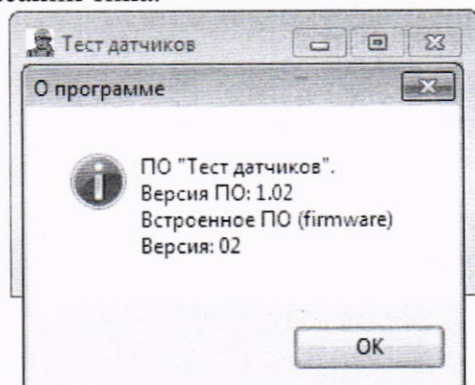 Тест датчиков
О программе
ПО "Тест датчиков".
Версия ПО: 1.02
Встроенное ПО (firmware)
Версия: 02
OK